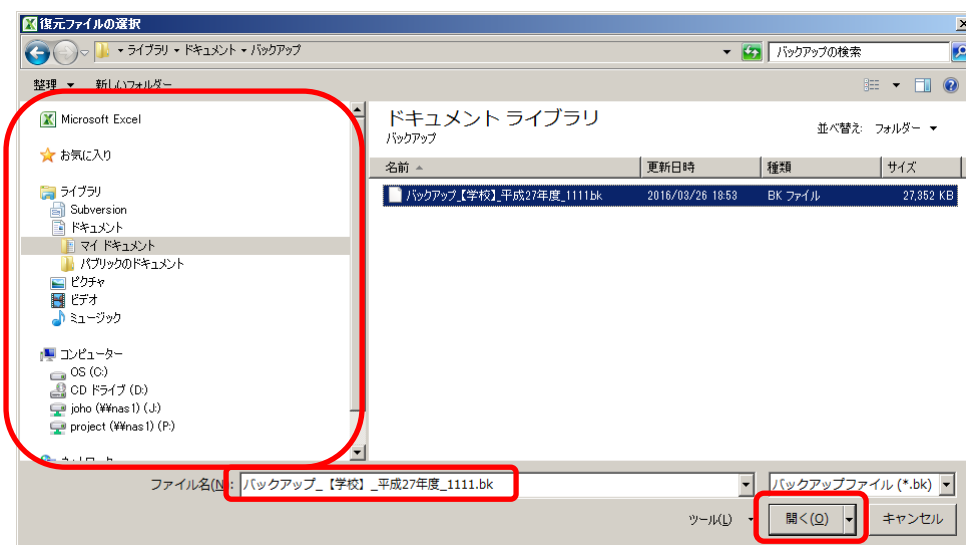 復元ファイルの選択
ライブラリ ▾ ドキュメント ▾ バックアップ
バックアップの検索
整理 ▼ 新しいフォルダー
Microsoft Excel
お気に入り
ライブラリ
Subversion
ドキュメント
マイ ドキュメント
パブリックのドキュメント
ピクチャ
ビデオ
ミュージック
コンピューター
OS (C:)
CD ドライブ (D:)
joho (¥¥nas1) (J:)
project (¥¥nas1) (P:)
ドキュメント ライブラリ
バックアップ
並べ替え: フォルダー ▼
名前 更新日時 種類 サイズ
バックアップ_【学校】_平成27年度_1111.bk 2016/03/26 18:53 BK ファイル 27,352 KB
ファイル名(N): バックアップ_【学校】_平成27年度_1111.bk バックアップファイル (*.bk)
ツール(L) 開く(O) キャンセル